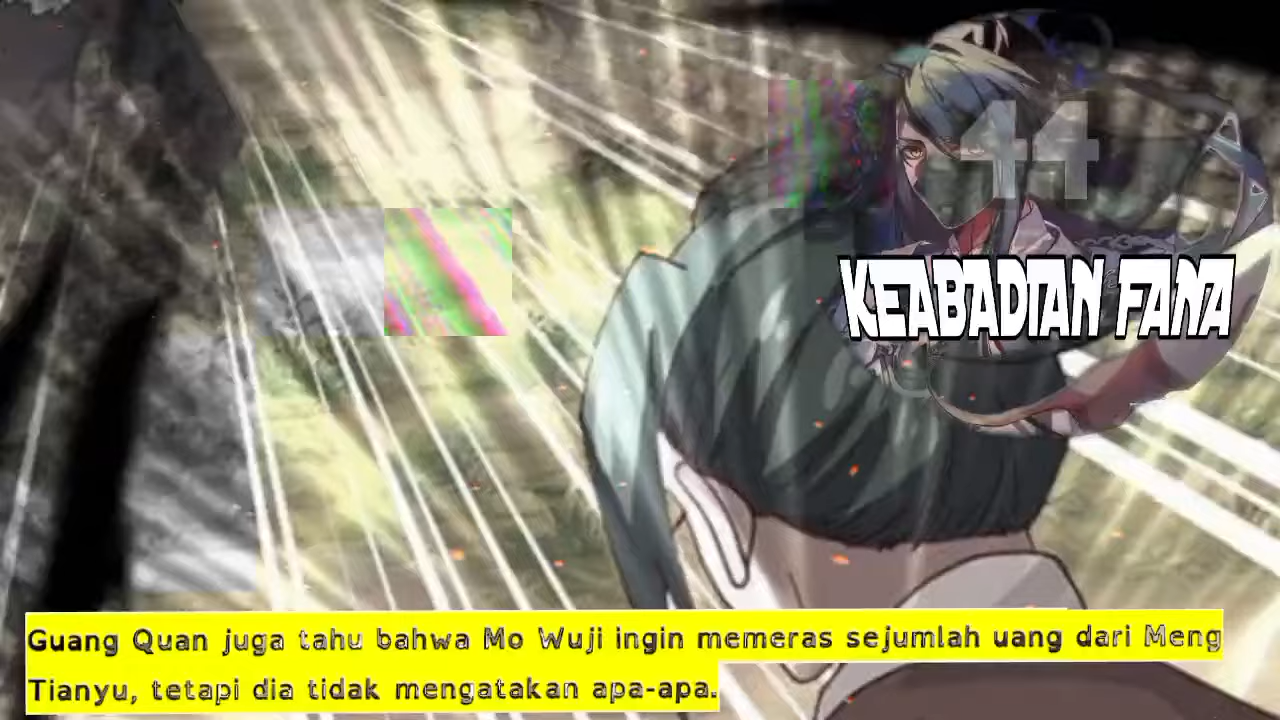 44
KEABADIAN FANA
Guang Quan juga tahu bahwa Mo Wuji ingin memeras sejumlah uang dari Meng
Tianyu, tetapi dia tidak mengatakan apa-apa.